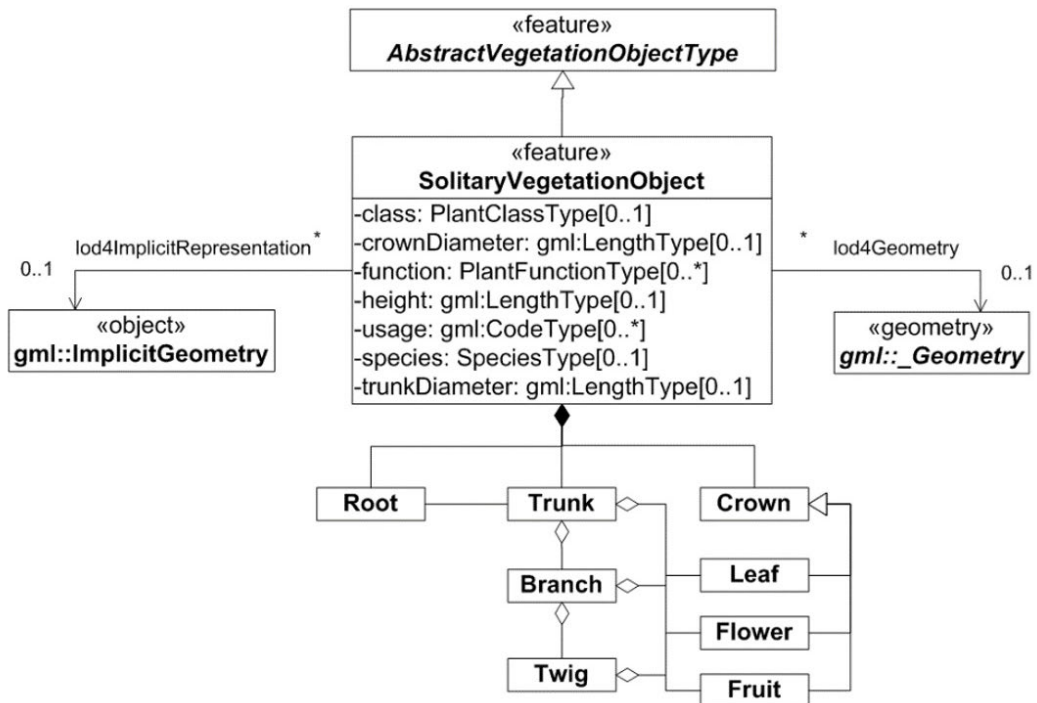 «feature»
AbstractVegetationObjectType
«feature»
SolitaryVegetationObject
-class: PlantClassType[0..1]
-crownDiameter: gml:LengthType[0..1]
-function: PlantFunctionType[0..*]
-height: gml:LengthType[0..1]
-usage: gml:CodeType[0..*]
-species: SpeciesType[0..1]
-trunkDiameter: gml:LengthType[0..1]
lod4ImplicitRepresentation
*
0..1
«object»
gml::ImplicitGeometry
*
lod4Geometry
0..1
«geometry»
gml::_Geometry
Root
Trunk
Crown
Branch
Leaf
Flower
Twig
Fruit